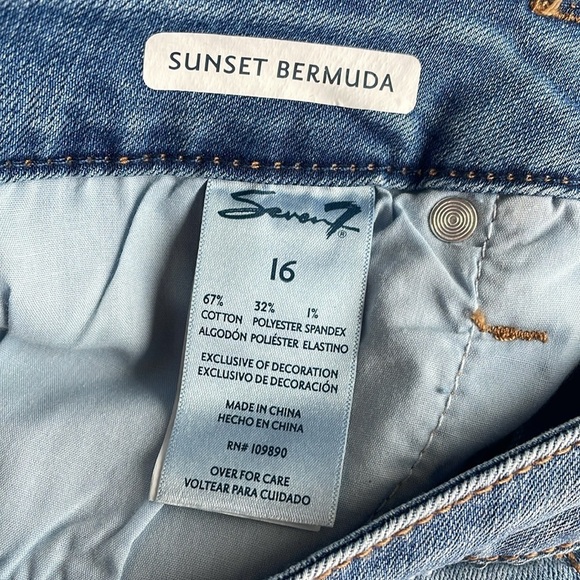 SUNSET BERMUDA
Seven7®
16
67% 32% 1%
COTTON POLYESTER SPANDEX
ALGODÓN POLIÉSTER ELASTINO
EXCLUSIVE OF DECORATION
EXCLUSIVO DE DECORACIÓN
MADE IN CHINA
HECHO EN CHINA
RN# 109890
OVER FOR CARE
VOLTEAR PARA CUIDADO